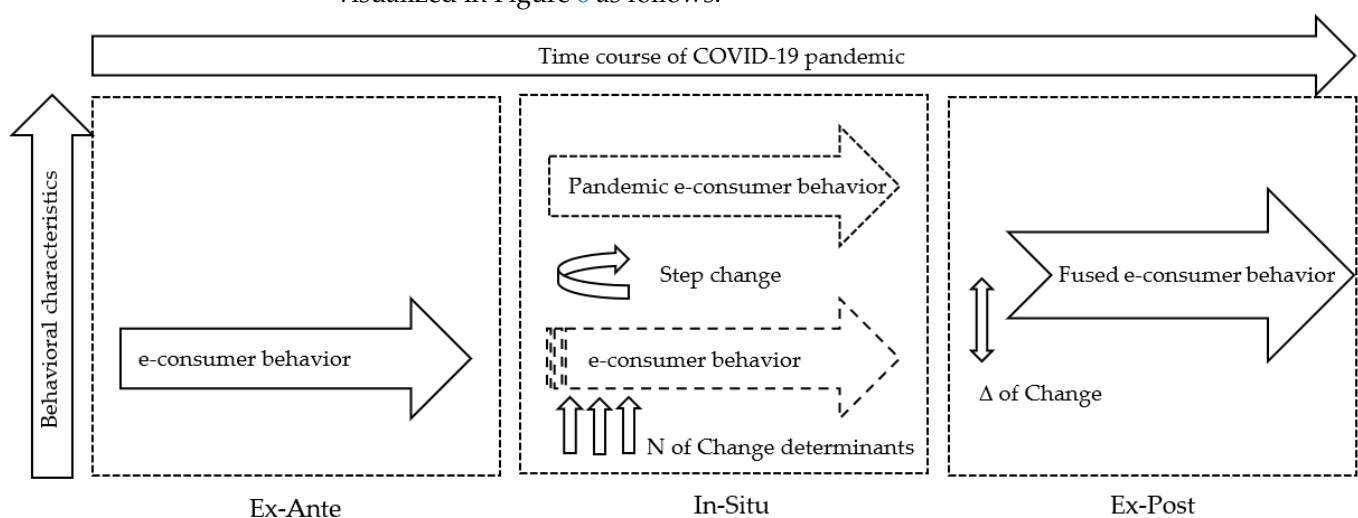 visualized in Figure 6 as follows.
Time course of COVID-19 pandemic
Behavioral characteristics
Pandemic e-consumer behavior
Step change
Fused e-consumer behavior
e-consumer behavior
e-consumer behavior
Δ of Change
N of Change determinants
Ex-Ante
In-Situ
Ex-Post